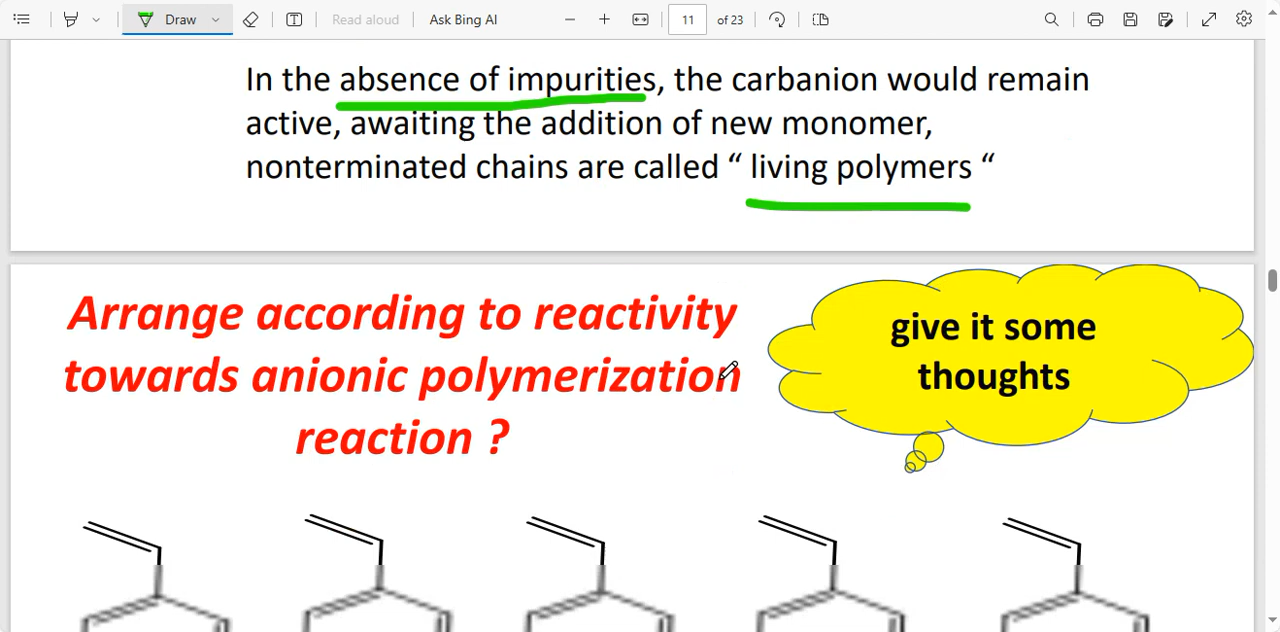 Draw
Read aloud
Ask Bing AI
11
of 23
In the absence of impurities, the carbanion would remain
active, awaiting the addition of new monomer,
nonterminated chains are called “ living polymers “
Arrange according to reactivity
towards anionic polymerization
reaction ?
give it some
thoughts